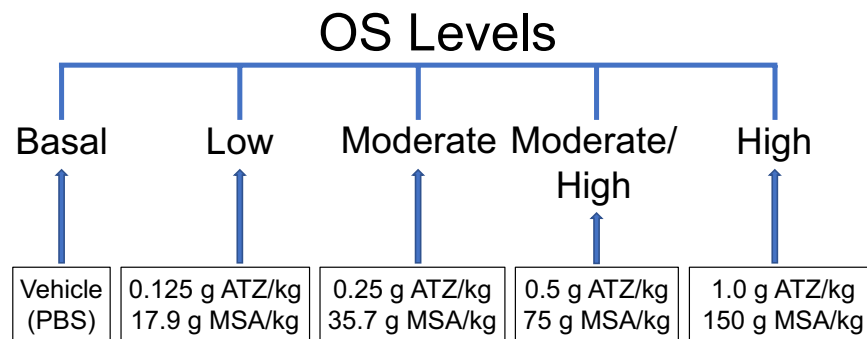 OS Levels
Basal
Low
Moderate
Moderate/
High
High
Vehicle
(PBS)
0.125 g ATZ/kg
17.9 g MSA/kg
0.25 g ATZ/kg
35.7 g MSA/kg
0.5 g ATZ/kg
75 g MSA/kg
1.0 g ATZ/kg
150 g MSA/kg